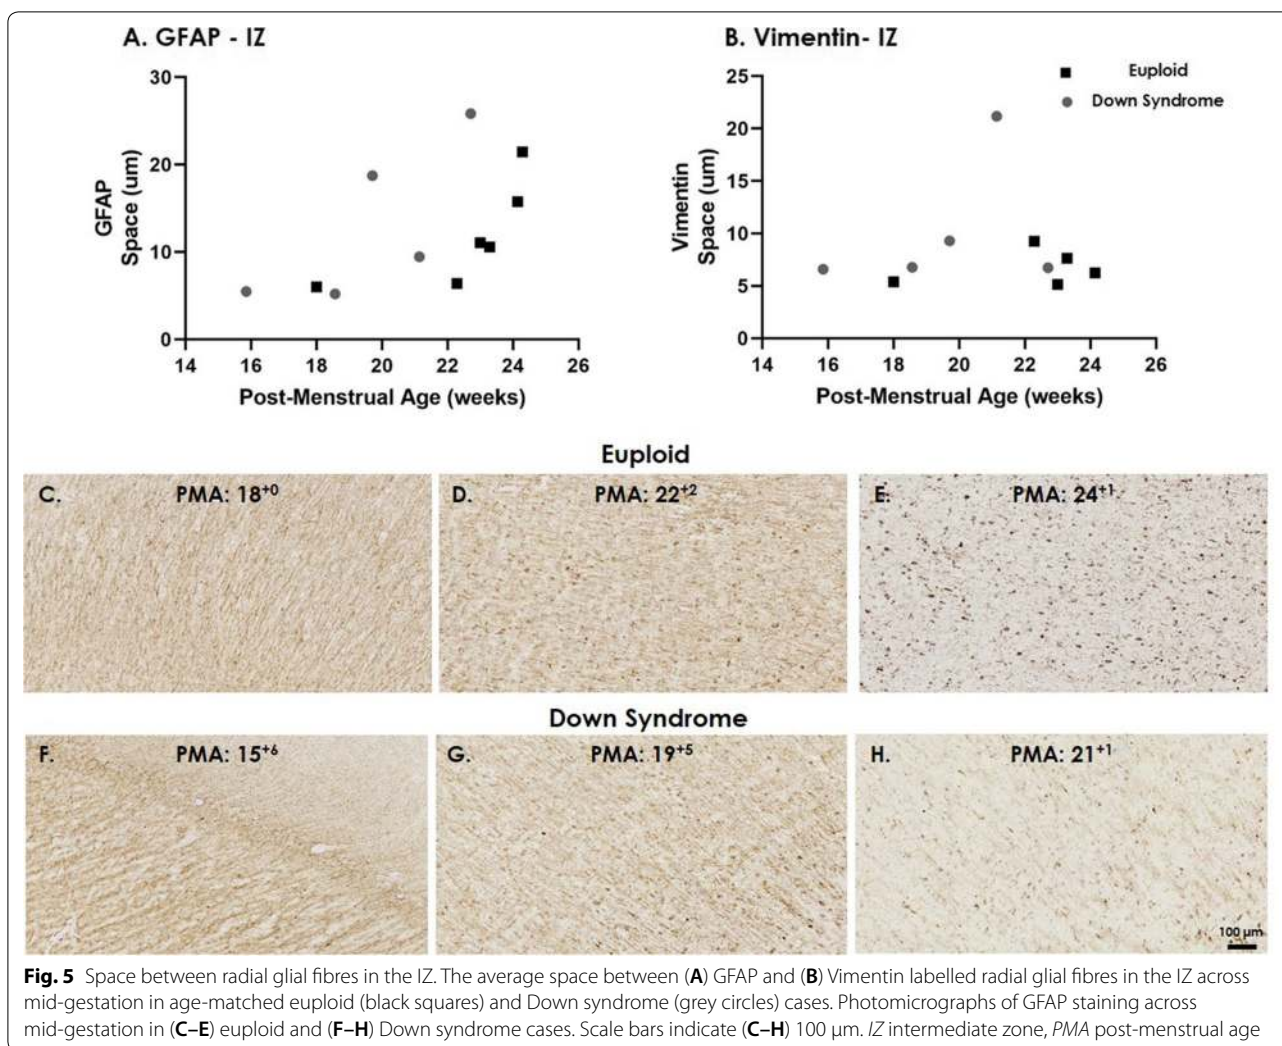 A. GFAP - IZ
GFAP
Space (um)
30
20
10
0
14 16 18 20 22 24 26
Post-Menstrual Age (weeks)
B. Vimentin- IZ
Vimentin
Space (um)
25
20
15
10
5
0
14 16 18 20 22 24 26
Post-Menstrual Age (weeks)
Euploid
Down Syndrome
Euploid
C. PMA: 18+0
D. PMA: 22+2
E. PMA: 24+1
Down Syndrome
F. PMA: 15+6
G. PMA: 19+5
H. PMA: 21+1
100 µm
Fig. 5 Space between radial glial fibres in the IZ. The average space between (A) GFAP and (B) Vimentin labelled radial glial fibres in the IZ across
mid-gestation in age-matched euploid (black squares) and Down syndrome (grey circles) cases. Photomicrographs of GFAP staining across
mid-gestation in (C–E) euploid and (F–H) Down syndrome cases. Scale bars indicate (C–H) 100 µm. IZ intermediate zone, PMA post-menstrual age